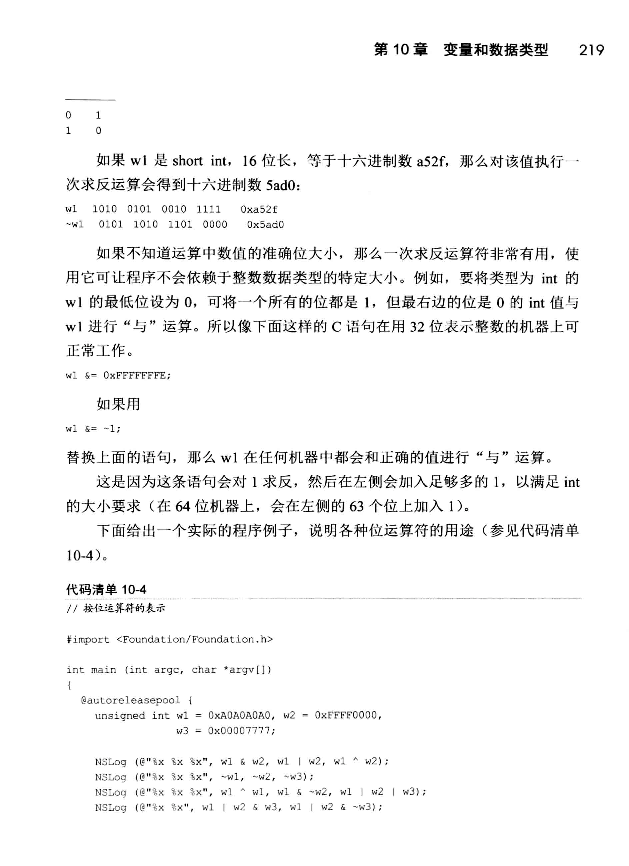 第 10 章 变量和数据类型 219
0 1
1 0
如果 w1 是 short int，16 位长，等于十六进制数 a52f，那么对该值执行一
次求反运算会得到十六进制数 5ad0：
w1 1010 0101 0010 1111 0xa52f
~w1 0101 1010 1101 0000 0x5ad0
如果不知道运算中数值的准确位大小，那么一次求反运算符非常有用，使
用它可让程序不会依赖于整数数据类型的特定大小。例如，要将类型为 int 的
w1 的最低位设为 0，可将一个所有的位都是 1，但最右边的位是 0 的 int 值与
w1 进行“与”运算。所以像下面这样的 C 语句在用 32 位表示整数的机器上可
正常工作。
w1 &= 0xFFFFFFFE;
如果用
w1 &= ~1;
替换上面的语句，那么 w1 在任何机器中都会和正确的值进行“与”运算。
这是因为这条语句会对 1 求反，然后在左侧会加入足够多的 1，以满足 int
的大小要求（在 64 位机器上，会在左侧的 63 个位上加入 1）。
下面给出一个实际的程序例子，说明各种位运算符的用途（参见代码清单
10-4）。
代码清单 10-4
// 按位运算符的表示
#import <Foundation/Foundation.h>
int main (int argc, char *argv[])
{
@autoreleasepool {
unsigned int w1 = 0xA0A0A0A0, w2 = 0xFFFF0000,
w3 = 0x00007777;
NSLog (@"%x %x %x", w1 & w2, w1 | w2, w1 ^ w2);
NSLog (@"%x %x %x", ~w1, ~w2, ~w3);
NSLog (@"%x %x %x", w1 ^ w1, w1 & ~w2, w1 | w2 | w3);
NSLog (@"%x %x", w1 | w2 & w3, w1 | w2 & ~w3);